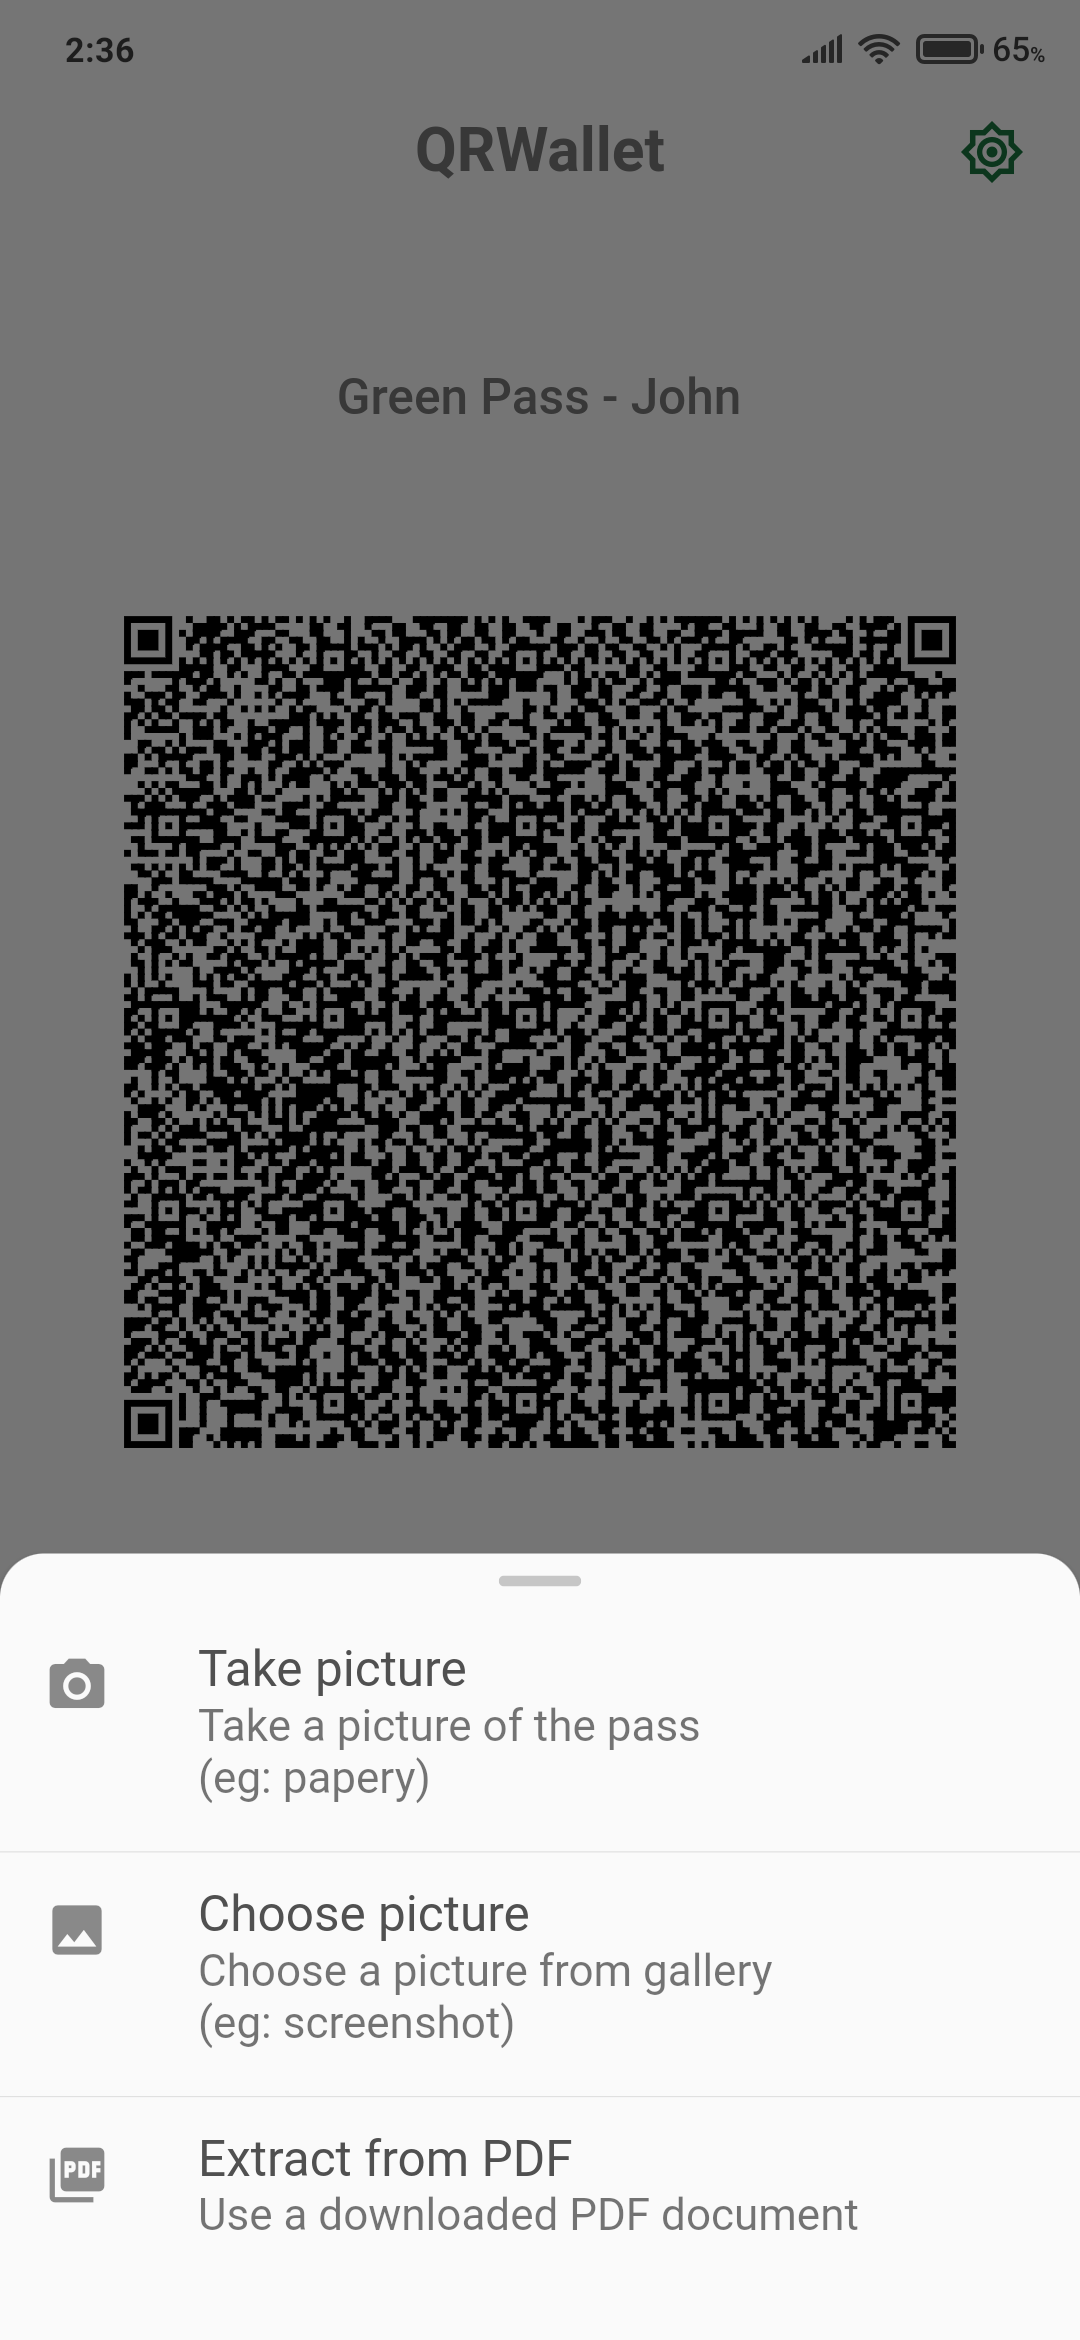 2:36
65%
QRWallet
Green Pass - John
Take picture
Take a picture of the pass
(eg: papery)
Choose picture
Choose a picture from gallery
(eg: screenshot)
PDF
Extract from PDF
Use a downloaded PDF document